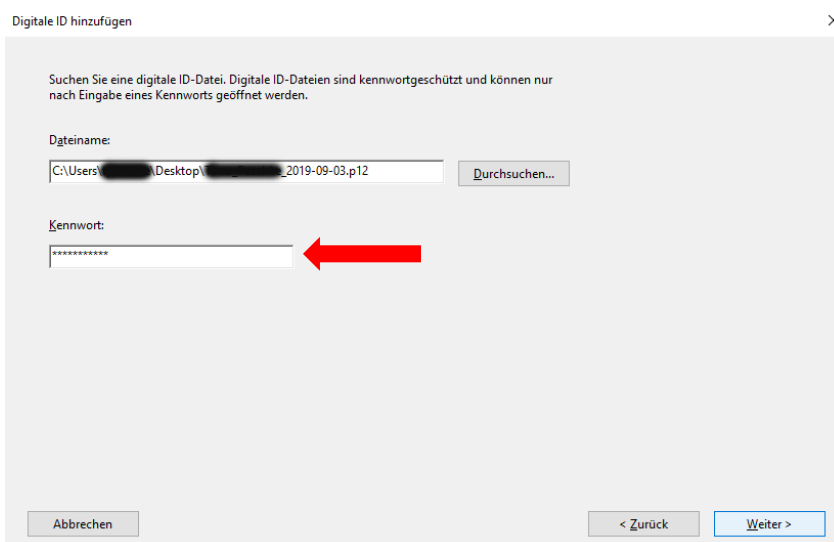 Digitale ID hinzufügen
Suchen Sie eine digitale ID-Datei. Digitale ID-Dateien sind kennwortgeschützt und können nur
nach Eingabe eines Kennworts geöffnet werden.
Dateiname:
C:\Users\ \Desktop\ _2019-09-03.p12
Durchsuchen...
Kennwort:
***********
Abbrechen
< Zurück
Weiter >